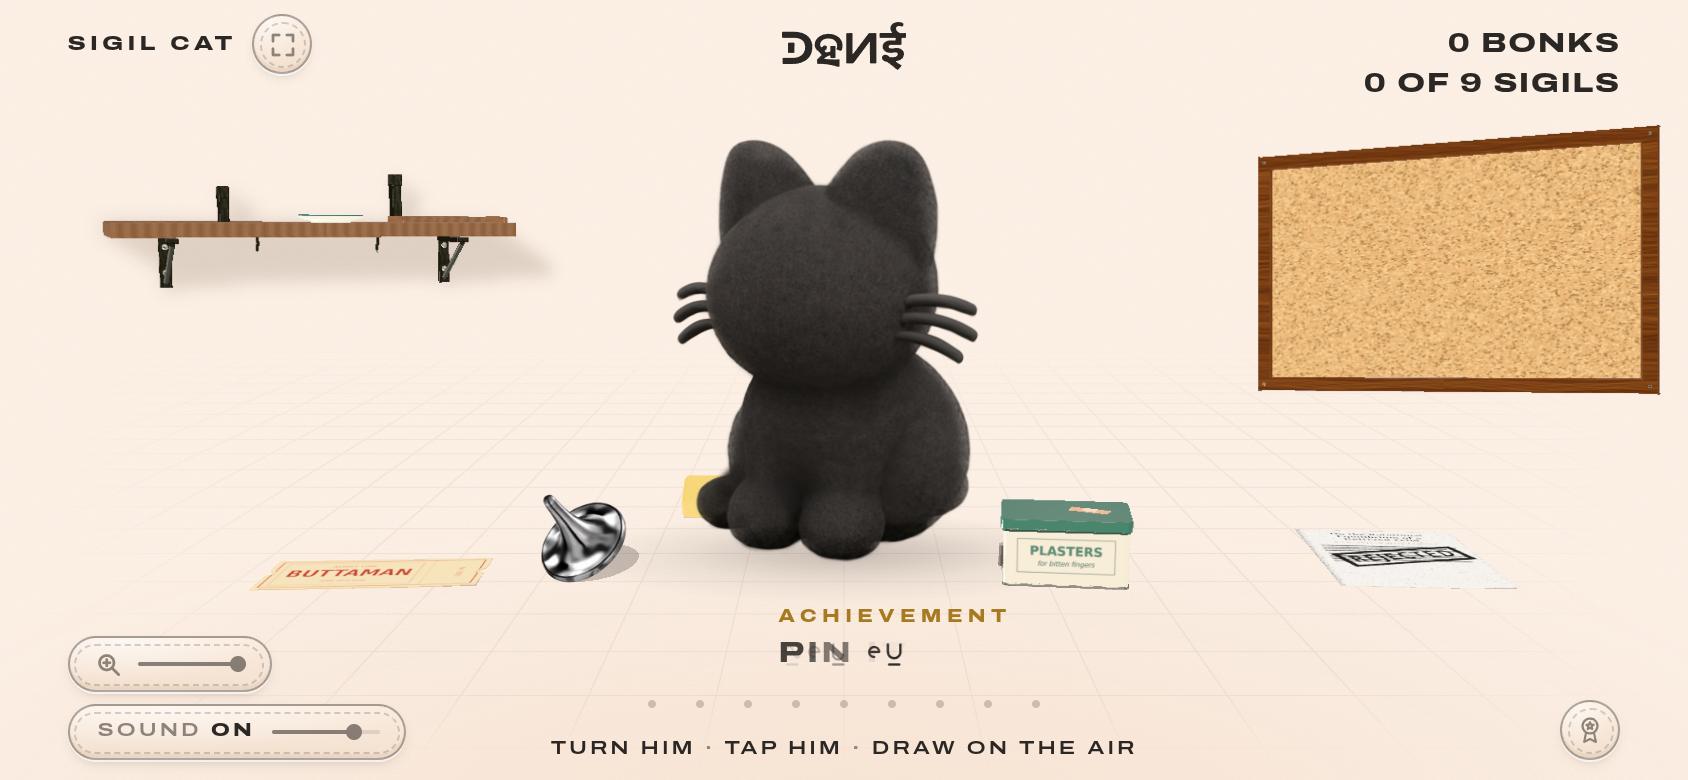 SIGIL CAT
0 BONKS
0 OF 9 SIGILS
BUTTAMAN
PLASTERS
for bitten fingers
REJECTED
ACHIEVEMENT
PIN
SOUND ON
TURN HIM · TAP HIM · DRAW ON THE AIR